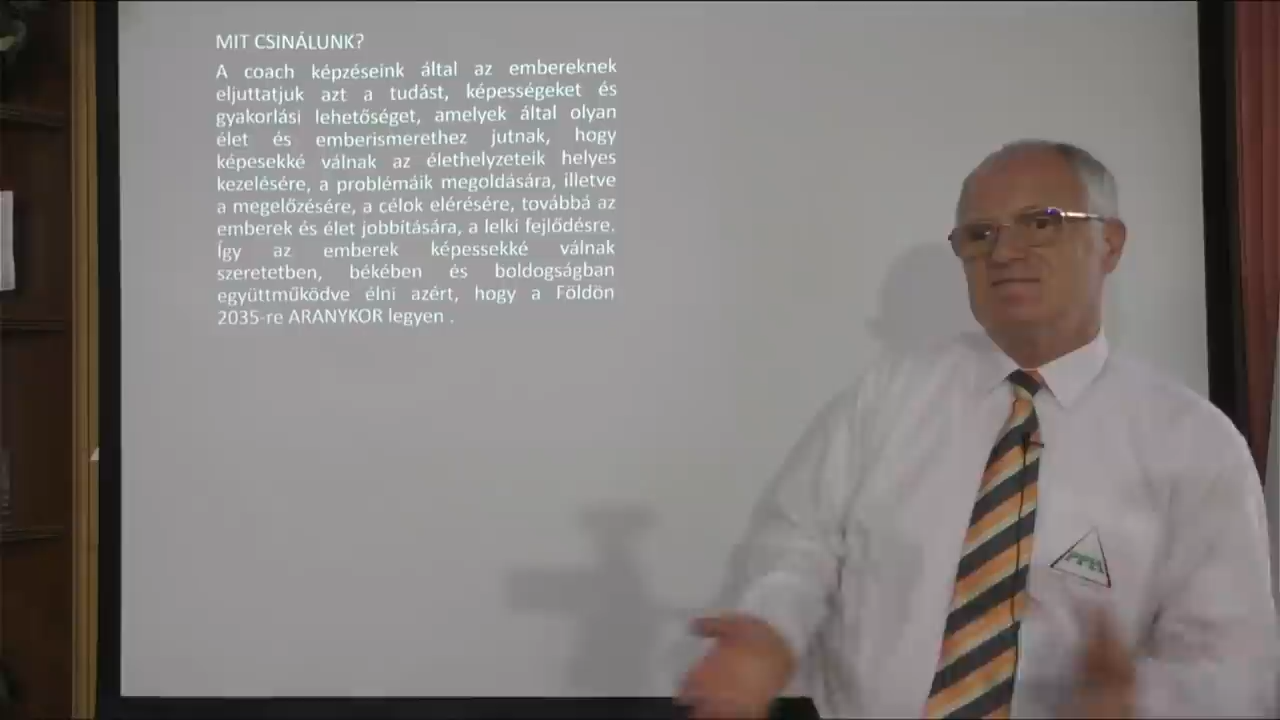 MIT CSINÁLUNK?
A coach képzéseink által az embereknek
eljuttatjuk azt a tudást, képességeket és
gyakorlási lehetőséget, amelyek által olyan
élet és emberismerethez jutnak, hogy
képesekké válnak az élethelyzeteik helyes
kezelésére, a problémáik megoldására, illetve
a megelőzésére, a célok elérésére, továbbá az
emberek és élet jobbítására, a lelki fejlődésre.
Így az emberek képessekké válnak
szeretetben, békében és boldogságban
együttműködve élni azért, hogy a Földön
2035-re ARANYKOR legyen .